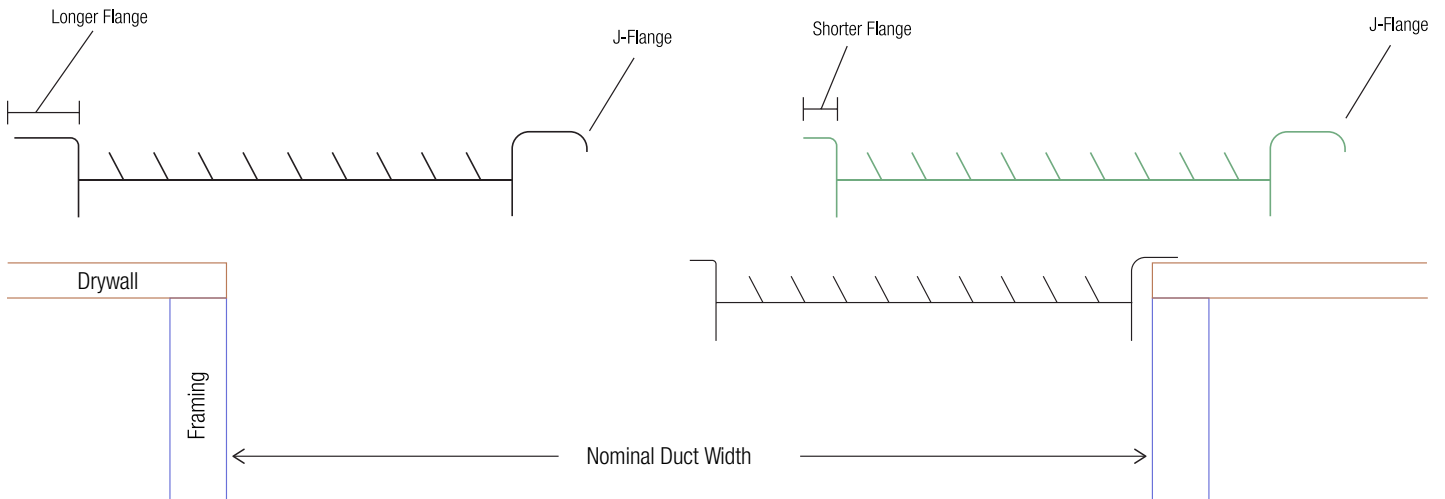 Longer Flange
J-Flange
Shorter Flange
J-Flange
Drywall
Framing
Nominal Duct Width